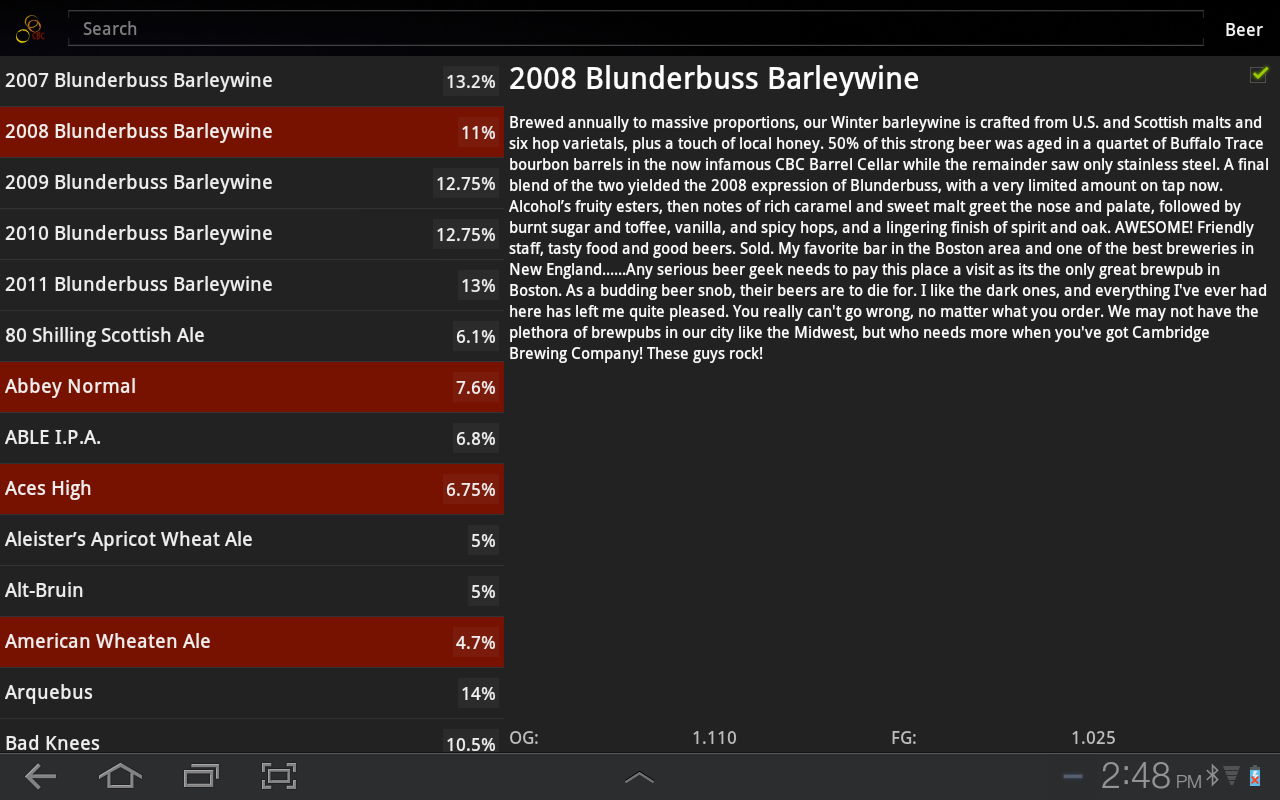 CBC
Search
Beer
2007 Blunderbuss Barleywine 13.2%
2008 Blunderbuss Barleywine 11%
2009 Blunderbuss Barleywine 12.75%
2010 Blunderbuss Barleywine 12.75%
2011 Blunderbuss Barleywine 13%
80 Shilling Scottish Ale 6.1%
Abbey Normal 7.6%
ABLE I.P.A. 6.8%
Aces High 6.75%
Aleister’s Apricot Wheat Ale 5%
Alt-Bruin 5%
American Wheaten Ale 4.7%
Arquebus 14%
Bad Knees 10.5%
2008 Blunderbuss Barleywine
Brewed annually to massive proportions, our Winter barleywine is crafted from U.S. and Scottish malts and
six hop varietals, plus a touch of local honey. 50% of this strong beer was aged in a quartet of Buffalo Trace
bourbon barrels in the now infamous CBC Barrel Cellar while the remainder saw only stainless steel. A final
blend of the two yielded the 2008 expression of Blunderbuss, with a very limited amount on tap now.
Alcohol’s fruity esters, then notes of rich caramel and sweet malt greet the nose and palate, followed by
burnt sugar and toffee, vanilla, and spicy hops, and a lingering finish of spirit and oak. AWESOME! Friendly
staff, tasty food and good beers. Sold. My favorite bar in the Boston area and one of the best breweries in
New England......Any serious beer geek needs to pay this place a visit as its the only great brewpub in
Boston. As a budding beer snob, their beers are to die for. I like the dark ones, and everything I've ever had
here has left me quite pleased. You really can't go wrong, no matter what you order. We may not have the
plethora of brewpubs in our city like the Midwest, but who needs more when you've got Cambridge
Brewing Company! These guys rock!
OG: 1.110 FG: 1.025
2:48 PM